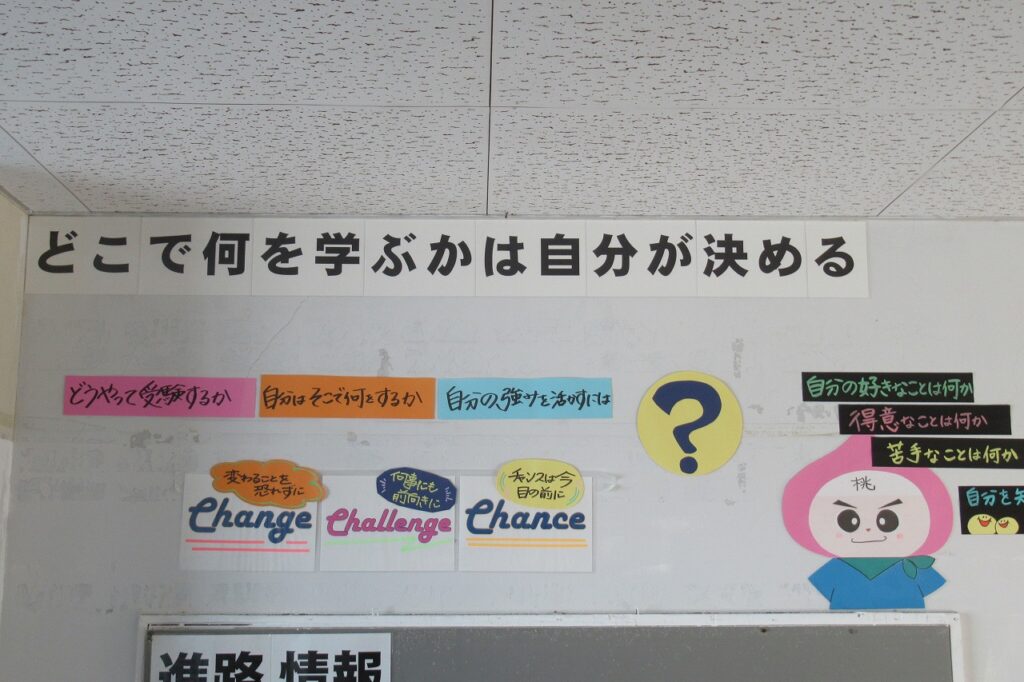 どこで何を学ぶかは自分が決める
どうやって受験するか
自分はそこで何をするか
自分の強サを活かすには
?
自分の好きなことは何か
得意なことは何か
苦手なことは何か
自分を知
変わることを
恐れずに
Change
何事にも
前向きに
Challenge
チャンスは今
目の前に
Chance
桃
進路情報